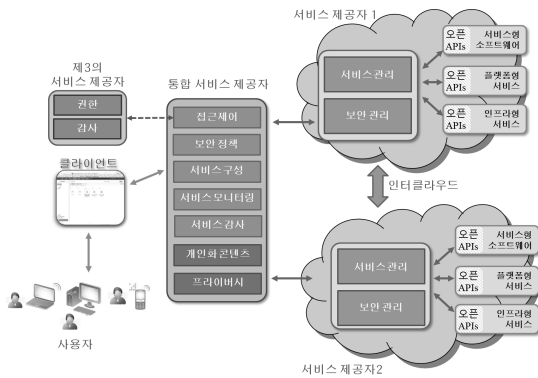 서비스 제공자 1
제3의
서비스 제공자
권한
감사
통합 서비스 제공자
접근제어
보안 정책
서비스 구성
서비스 모니터링
서비스 감사
개인화 콘텐츠
프라이버시
클라이언트
사용자
서비스 관리
보안 관리
오픈
APIs
서비스형
소프트웨어
오픈
APIs
플랫폼형
서비스
오픈
APIs
인프라형
서비스
인터클라우드
서비스 관리
보안 관리
오픈
APIs
서비스형
소프트웨어
오픈
APIs
플랫폼형
서비스
오픈
APIs
인프라형
서비스
서비스 제공자2